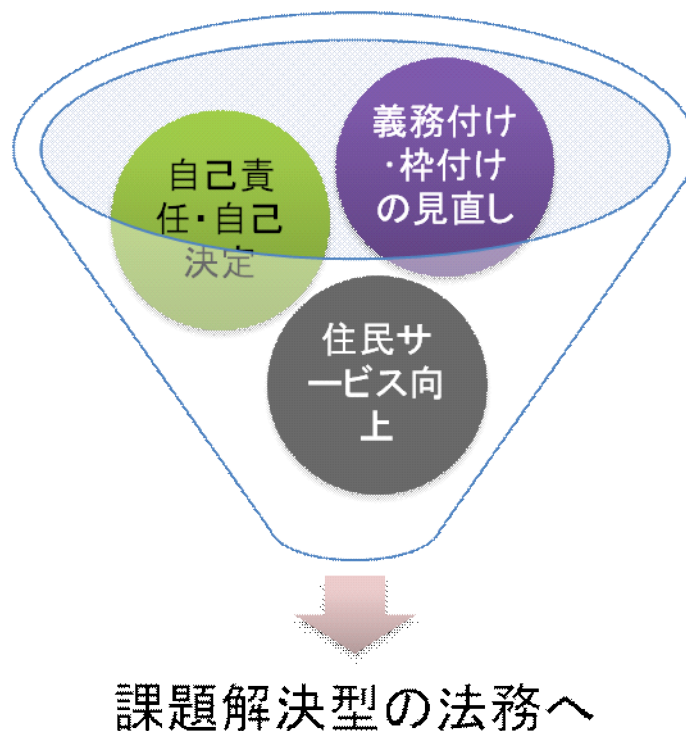 自己責
任・自己
決定
義務付け
・枠付け
の見直し
住民サ
ービス向
上
課題解決型の法務へ